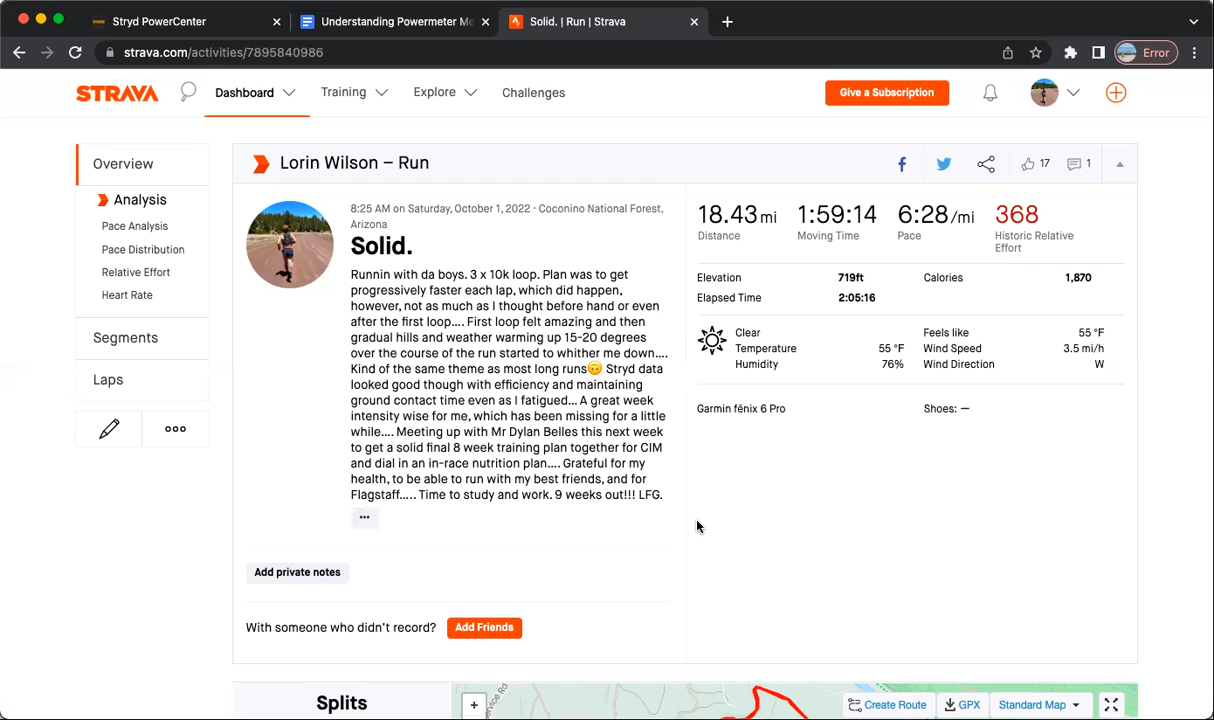 Stryd PowerCenter
Understanding Powermeter Me
Solid. | Run | Strava
strava.com/activities/7895840986
Error
STRAVA
Dashboard
Training
Explore
Challenges
Give a Subscription
Overview
Analysis
Pace Analysis
Pace Distribution
Relative Effort
Heart Rate
Segments
Laps
Lorin Wilson – Run
17
1
8:25 AM on Saturday, October 1, 2022 · Coconino National Forest,
Arizona
Solid.
Runnin with da boys. 3 x 10k loop. Plan was to get
progressively faster each lap, which did happen,
however, not as much as I thought before hand or even
after the first loop.... First loop felt amazing and then
gradual hills and weather warming up 15-20 degrees
over the course of the run started to whither me down....
Kind of the same theme as most long runs🙃 Stryd data
looked good though with efficiency and maintaining
ground contact time even as I fatigued... A great week
intensity wise for me, which has been missing for a little
while.... Meeting up with Mr Dylan Belles this next week
to get a solid final 8 week training plan together for CIM
and dial in an in-race nutrition plan.... Grateful for my
health, to be able to run with my best friends, and for
Flagstaff..... Time to study and work. 9 weeks out!!! LFG.
Add private notes
With someone who didn't record?
Add Friends
18.43 mi
Distance
1:59:14
Moving Time
6:28 /mi
Pace
368
Historic Relative
Effort
Elevation 719ft
Calories 1,870
Elapsed Time 2:05:16
Clear
Feels like 55 °F
Temperature 55 °F
Wind Speed 3.5 mi/h
Humidity 76%
Wind Direction W
Garmin fēnix 6 Pro
Shoes: —
Splits
+
Create Route
GPX
Standard Map